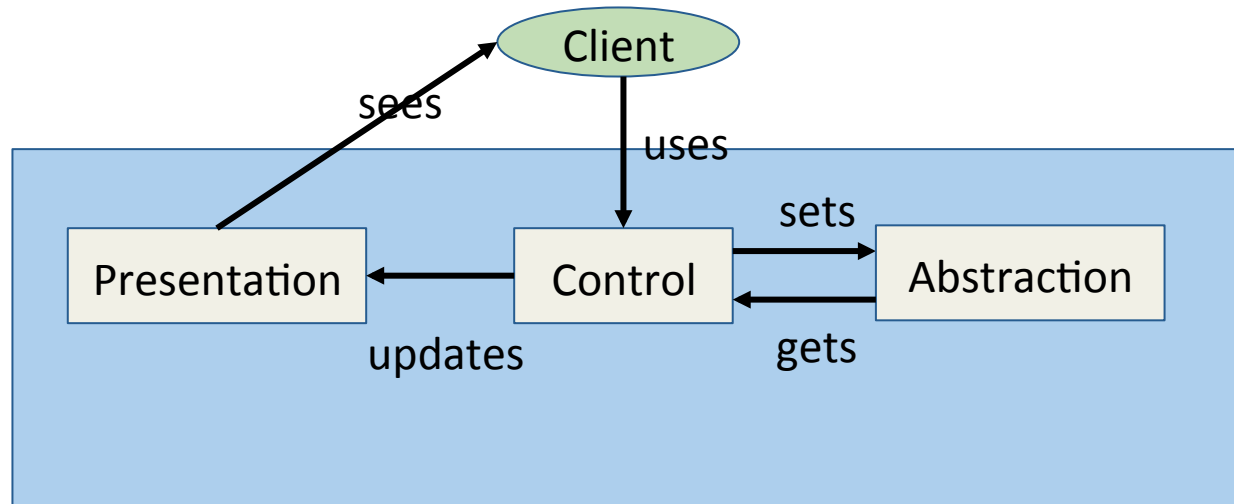 Client
sees
uses
sets
Presentation
Control
Abstraction
updates
gets